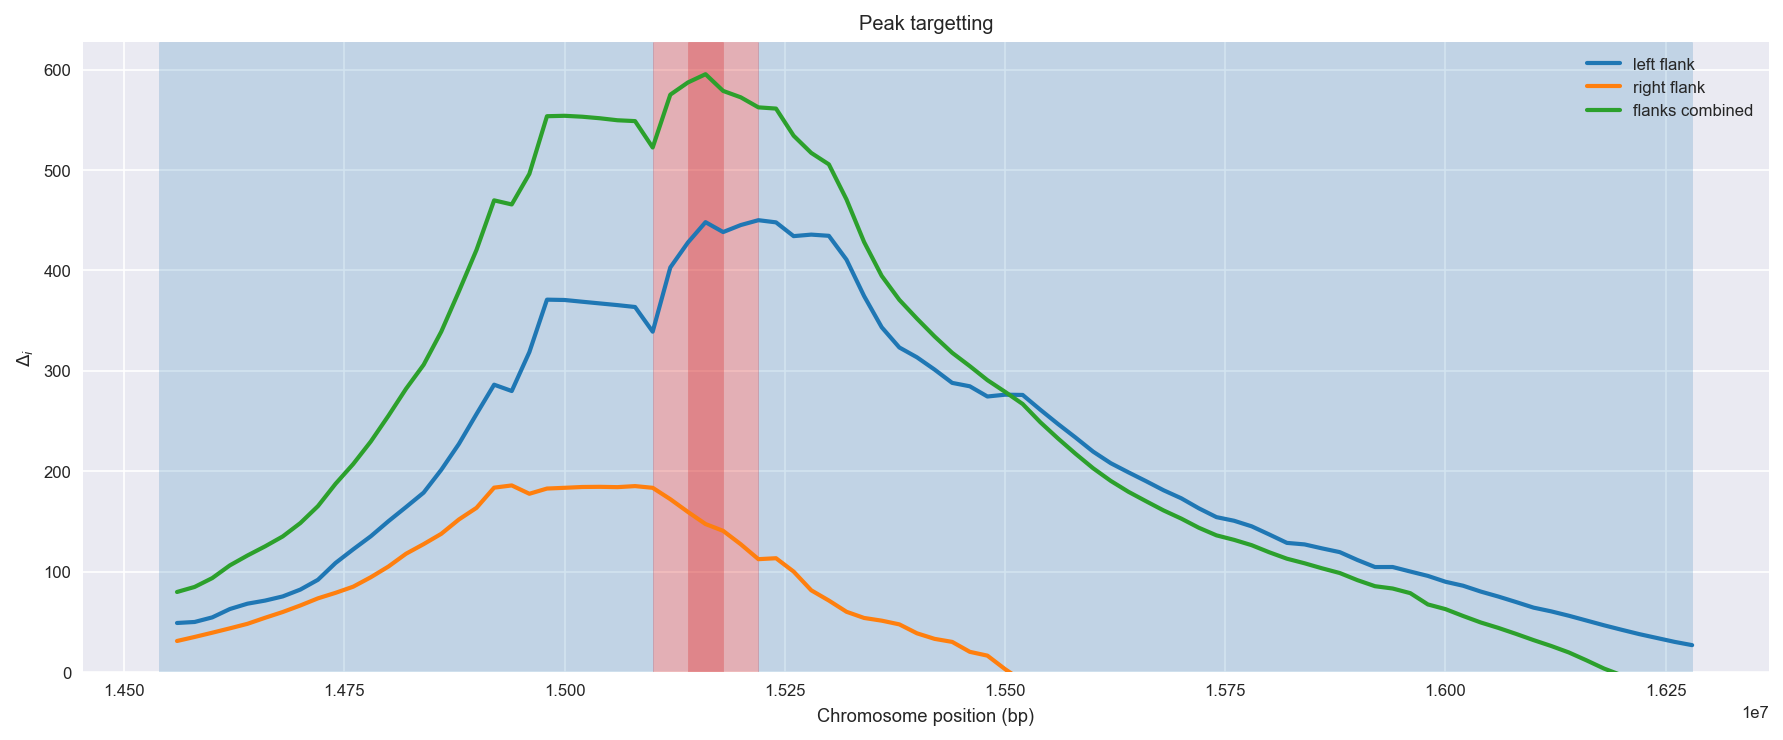 Peak targetting
left flank
right flank
flanks combined
600
500
400
300
200
100
0
Δi
1.450 1.475 1.500 1.525 1.550 1.575 1.600 1.625
1e7
Chromosome position (bp)